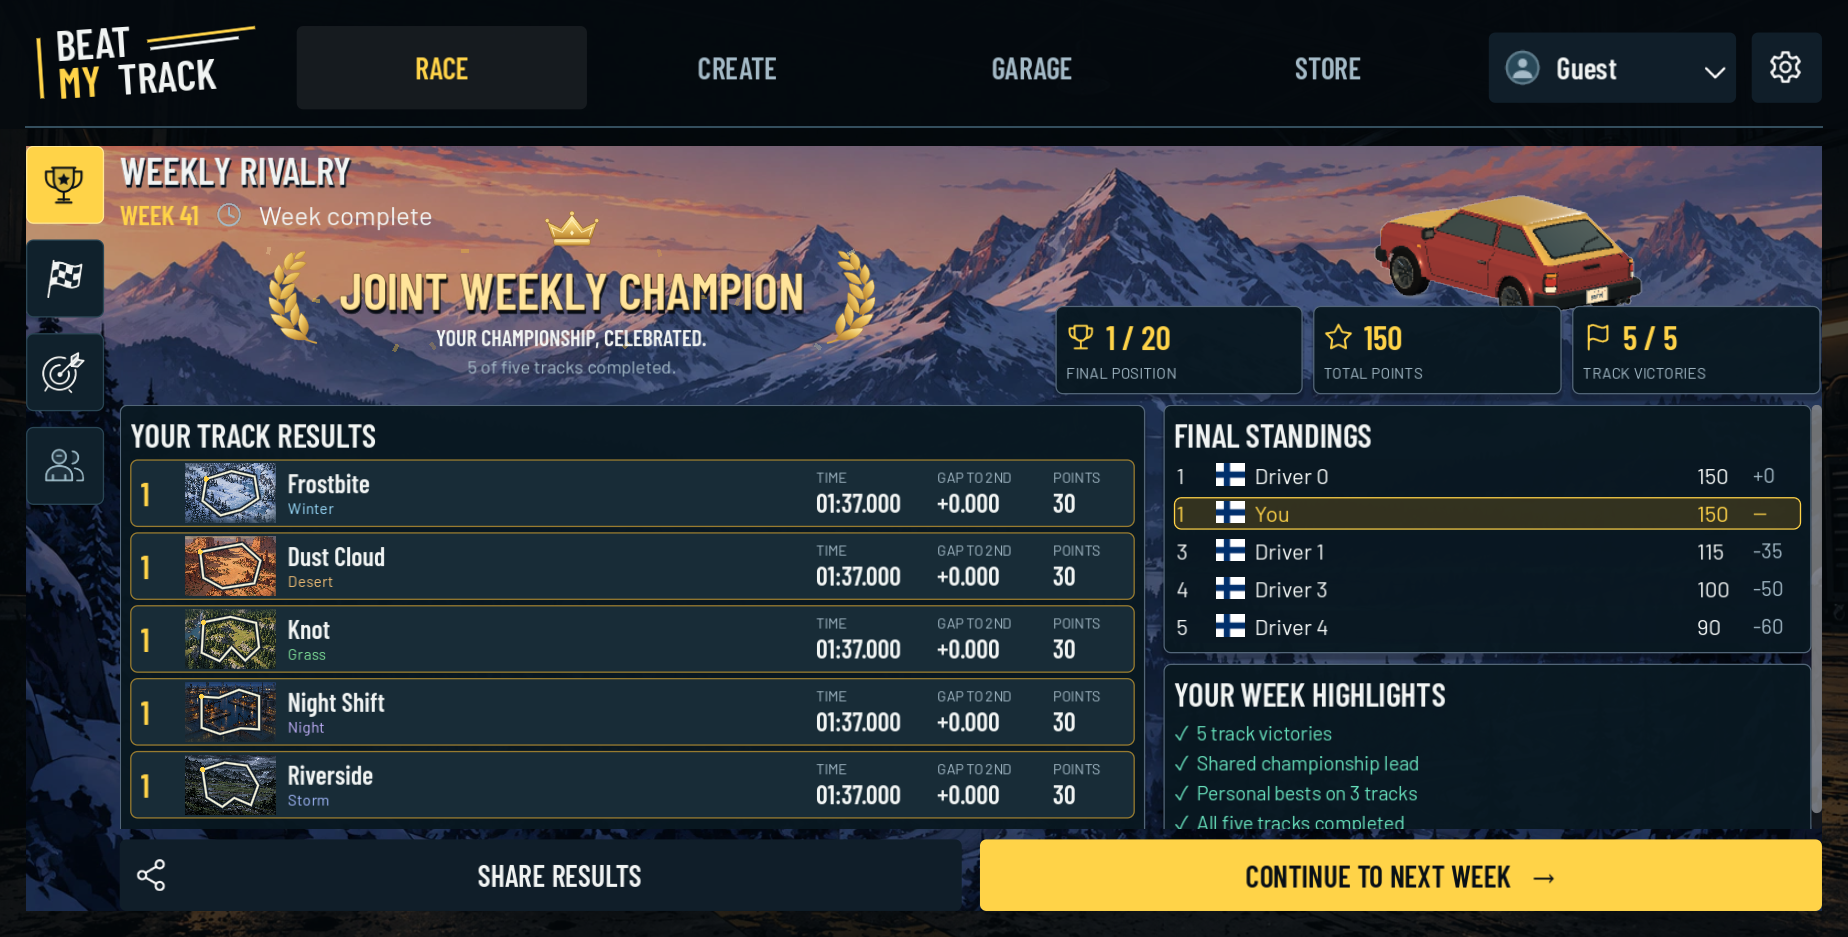 BEAT
MY TRACK
RACE
CREATE
GARAGE
STORE
Guest
WEEKLY RIVALRY
WEEK 41
Week complete
JOINT WEEKLY CHAMPION
YOUR CHAMPIONSHIP, CELEBRATED.
5 of five tracks completed.
1 / 20
FINAL POSITION
150
TOTAL POINTS
5 / 5
TRACK VICTORIES
YOUR TRACK RESULTS
1
Frostbite
Winter
TIME
01:37.000
GAP TO 2ND
+0.000
POINTS
30
1
Dust Cloud
Desert
TIME
01:37.000
GAP TO 2ND
+0.000
POINTS
30
1
Knot
Grass
TIME
01:37.000
GAP TO 2ND
+0.000
POINTS
30
1
Night Shift
Night
TIME
01:37.000
GAP TO 2ND
+0.000
POINTS
30
1
Riverside
Storm
TIME
01:37.000
GAP TO 2ND
+0.000
POINTS
30
FINAL STANDINGS
1 Driver 0 150 +0
1 You 150 –
3 Driver 1 115 -35
4 Driver 3 100 -50
5 Driver 4 90 -60
YOUR WEEK HIGHLIGHTS
✓ 5 track victories
✓ Shared championship lead
✓ Personal bests on 3 tracks
✓ All five tracks completed
SHARE RESULTS
CONTINUE TO NEXT WEEK →